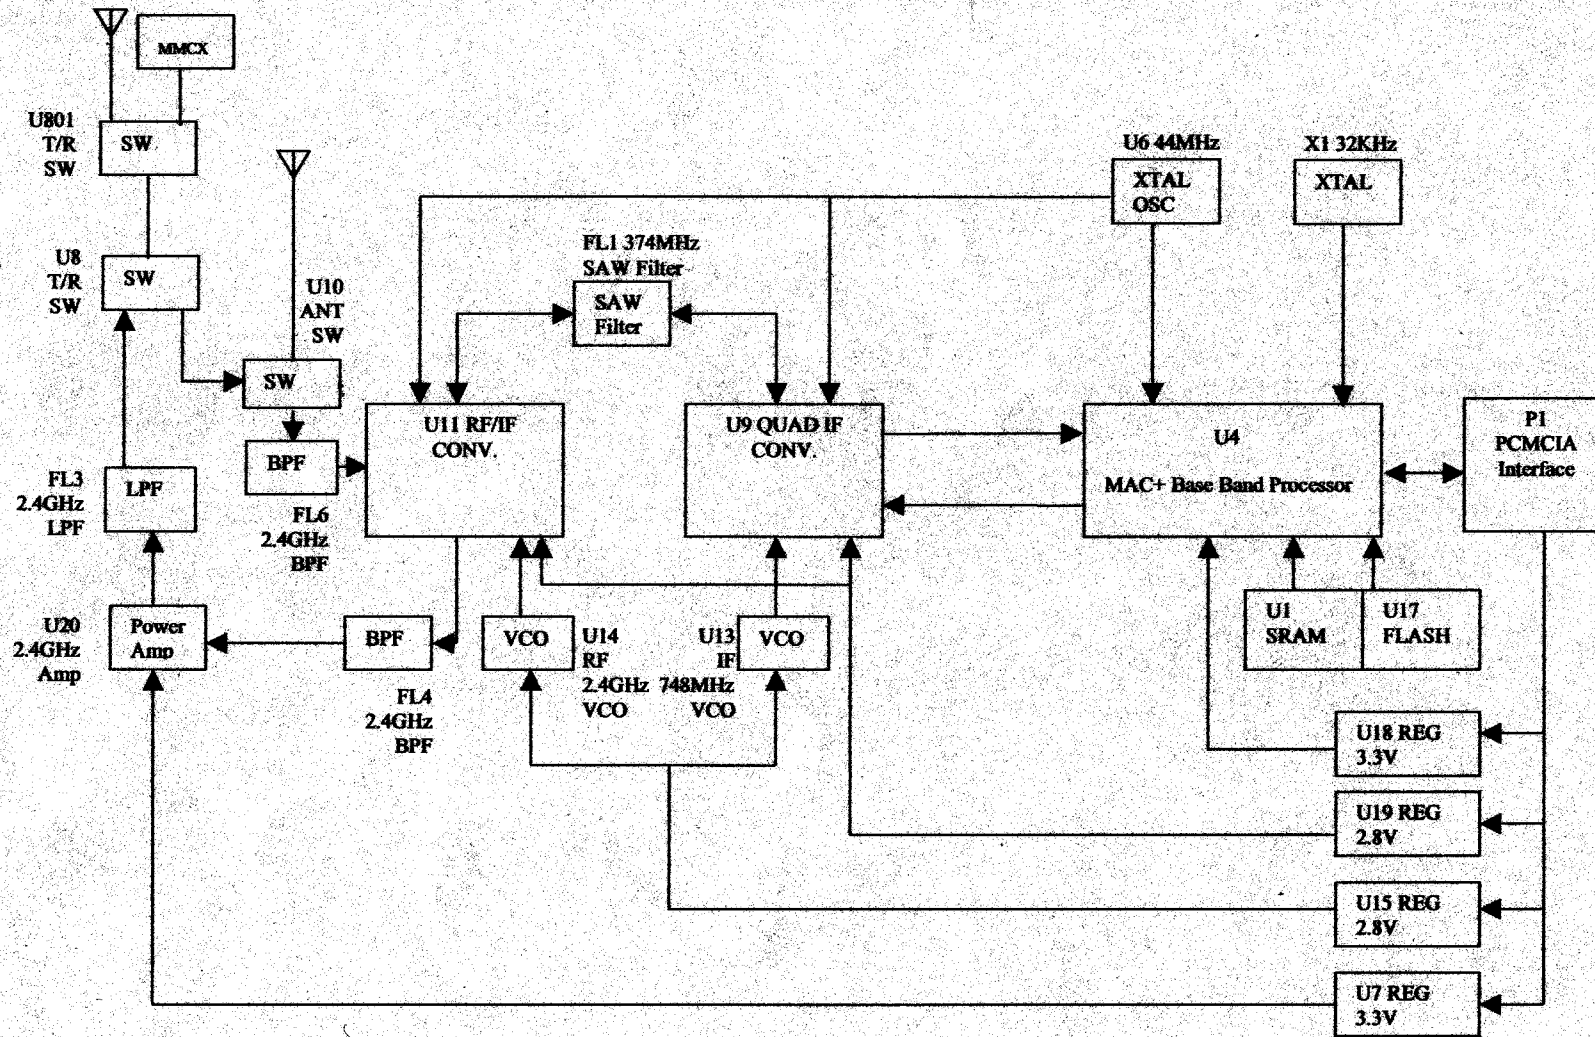 MMCX
U801
T/R
SW
SW
U8
T/R
SW
SW
U10
ANT
SW
SW
BPF
FL6
2.4GHz
BPF
FL3
2.4GHz
LPF
LPF
U20
2.4GHz
Amp
Power
Amp
BPF
FL4
2.4GHz
BPF
FL1 374MHz
SAW Filter
SAW
Filter
U11 RF/IF
CONV.
U9 QUAD IF
CONV.
VCO
U14
RF
2.4GHz
VCO
U13
IF
748MHz
VCO
VCO
U6 44MHz
XTAL
OSC
X1 32KHz
XTAL
U4
MAC+ Base Band Processor
P1
PCMCIA
Interface
U1
SRAM
U17
FLASH
U18 REG
3.3V
U19 REG
2.8V
U15 REG
2.8V
U7 REG
3.3V